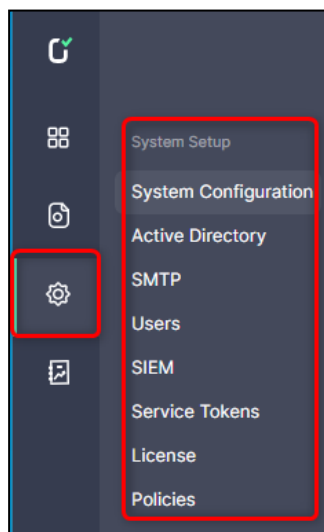 System Setup
System Configuration
Active Directory
SMTP
Users
SIEM
Service Tokens
License
Policies